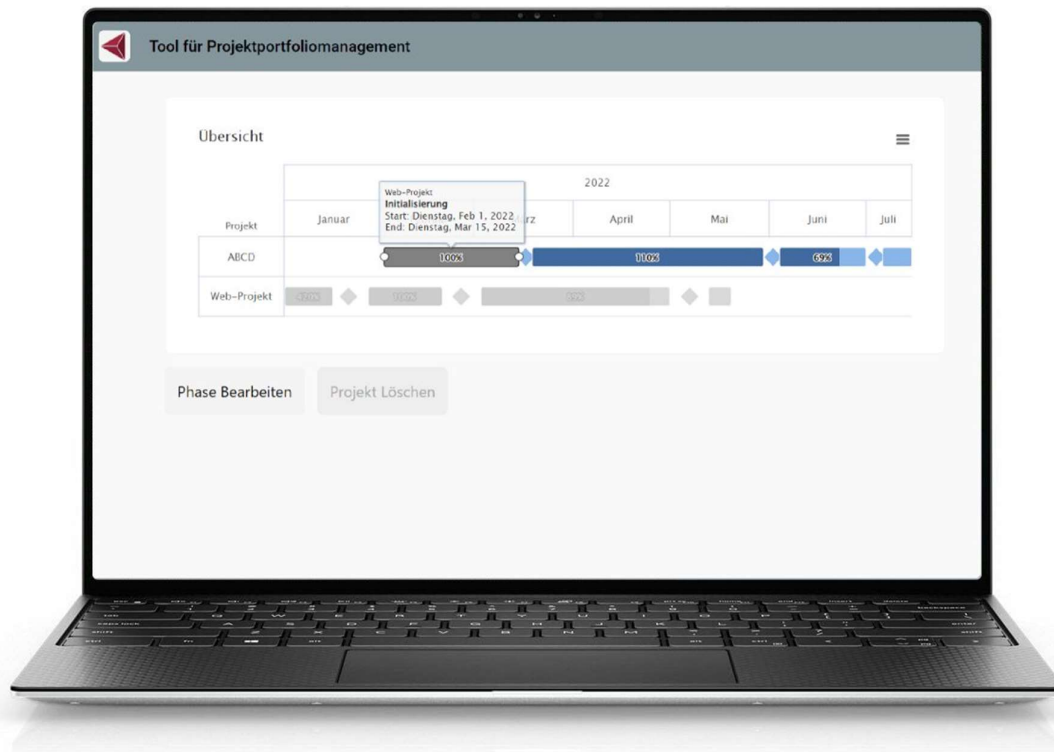 Tool für Projektportfoliomanagement
Übersicht
2022
Projekt
Januar
April
Mai
Juni
Juli
Web-Projekt
Initialisierung
Start: Dienstag, Feb 1, 2022
End: Dienstag, Mar 15, 2022
ABCD
100%
110%
69%
Web-Projekt
Phase Bearbeiten
Projekt Löschen